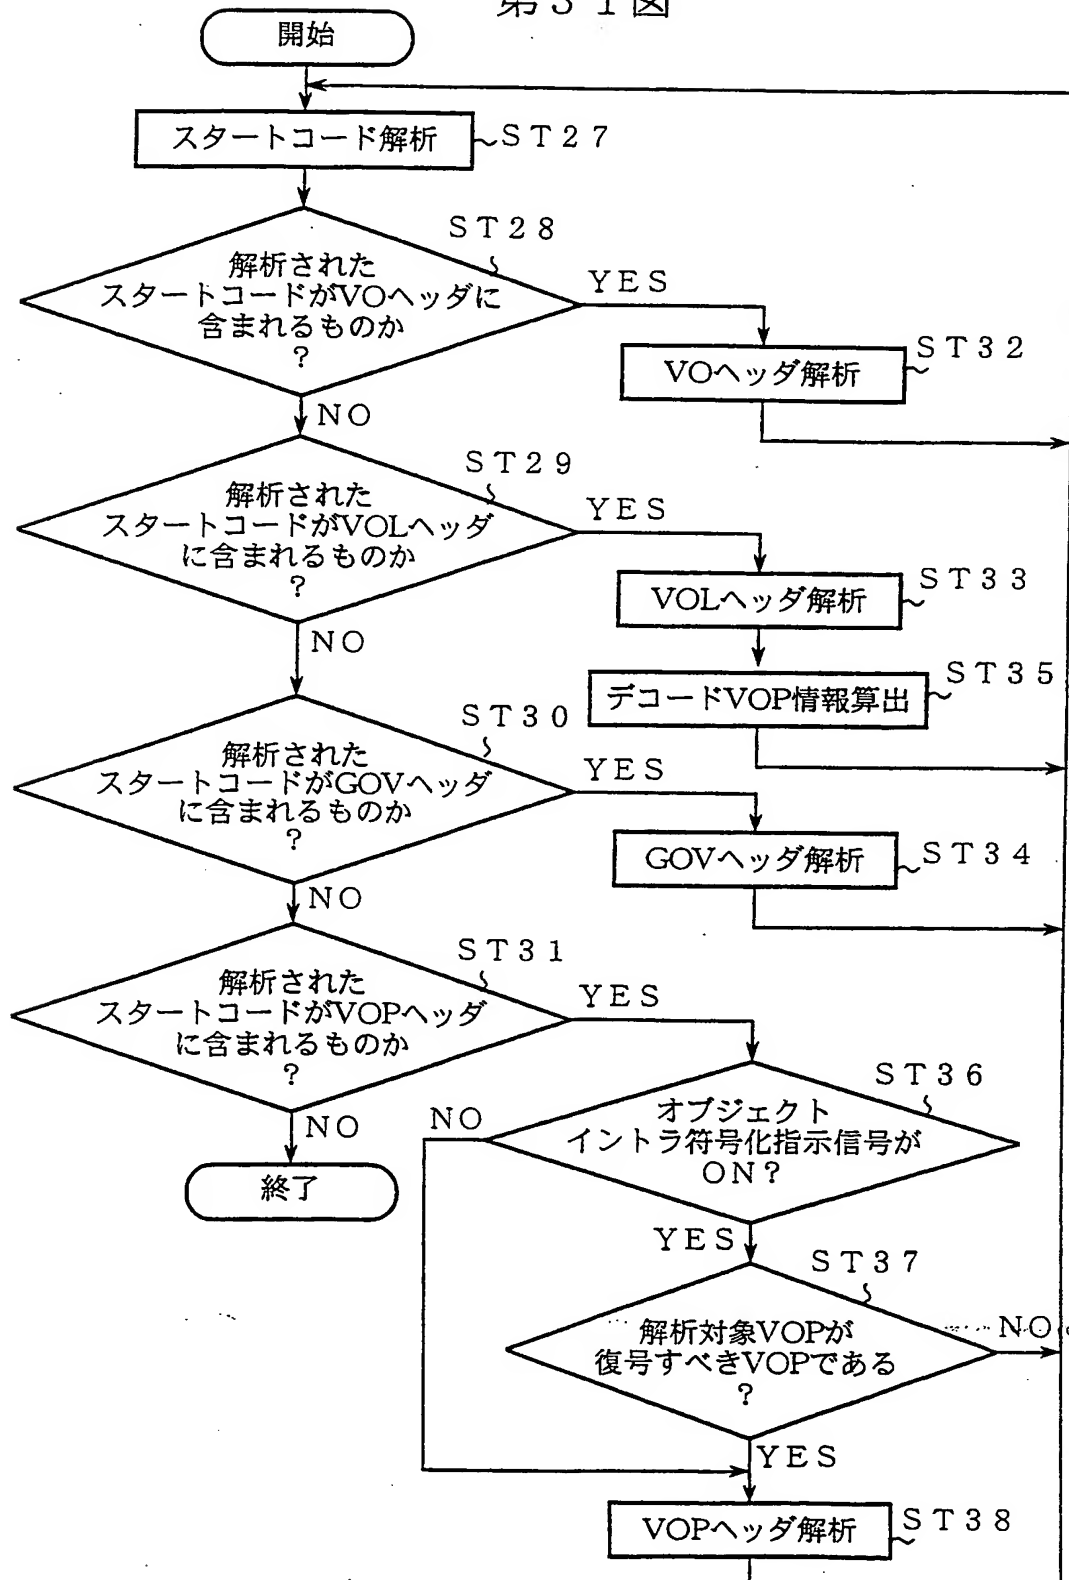 第３１図
開始
スタートコード解析
ＳＴ２７
ＳＴ２８
解析された
スタートコードがVOヘッダに
含まれるものか
？
ＹＥＳ
ＮＯ
VOヘッダ解析
ＳＴ３２
ＳＴ２９
解析された
スタートコードがVOLヘッダ
に含まれるものか
？
ＹＥＳ
ＮＯ
VOLヘッダ解析
ＳＴ３３
デコードVOP情報算出
ＳＴ３５
ＳＴ３０
解析された
スタートコードがGOVヘッダ
に含まれるものか
？
ＹＥＳ
ＮＯ
GOVヘッダ解析
ＳＴ３４
ＳＴ３１
解析された
スタートコードがVOPヘッダ
に含まれるものか
？
ＹＥＳ
ＮＯ
終了
ＳＴ３６
オブジェクト
イントラ符号化指示信号が
ＯＮ？
ＮＯ
ＹＥＳ
ＳＴ３７
解析対象VOPが
復号すべきVOPである
？
ＮＯ
ＹＥＳ
VOPヘッダ解析
ＳＴ３８